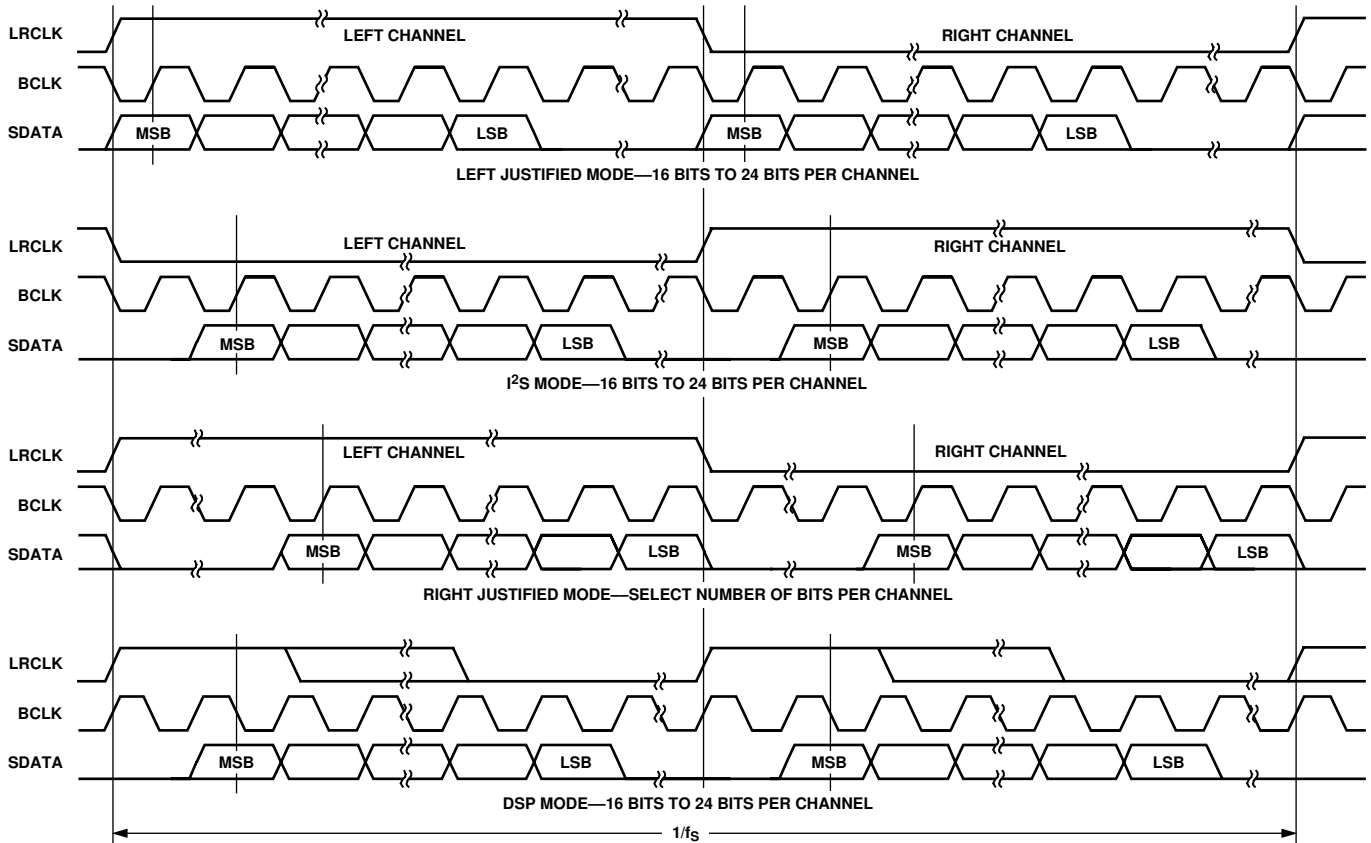 LRCLK
LEFT CHANNEL
RIGHT CHANNEL
BCLK
SDATA
MSB
LSB
MSB
LSB
LEFT JUSTIFIED MODE—16 BITS TO 24 BITS PER CHANNEL
LRCLK
LEFT CHANNEL
RIGHT CHANNEL
BCLK
SDATA
MSB
LSB
MSB
LSB
I²S MODE—16 BITS TO 24 BITS PER CHANNEL
LRCLK
LEFT CHANNEL
RIGHT CHANNEL
BCLK
SDATA
MSB
LSB
MSB
LSB
RIGHT JUSTIFIED MODE—SELECT NUMBER OF BITS PER CHANNEL
LRCLK
BCLK
SDATA
MSB
LSB
MSB
LSB
DSP MODE—16 BITS TO 24 BITS PER CHANNEL
1/fS